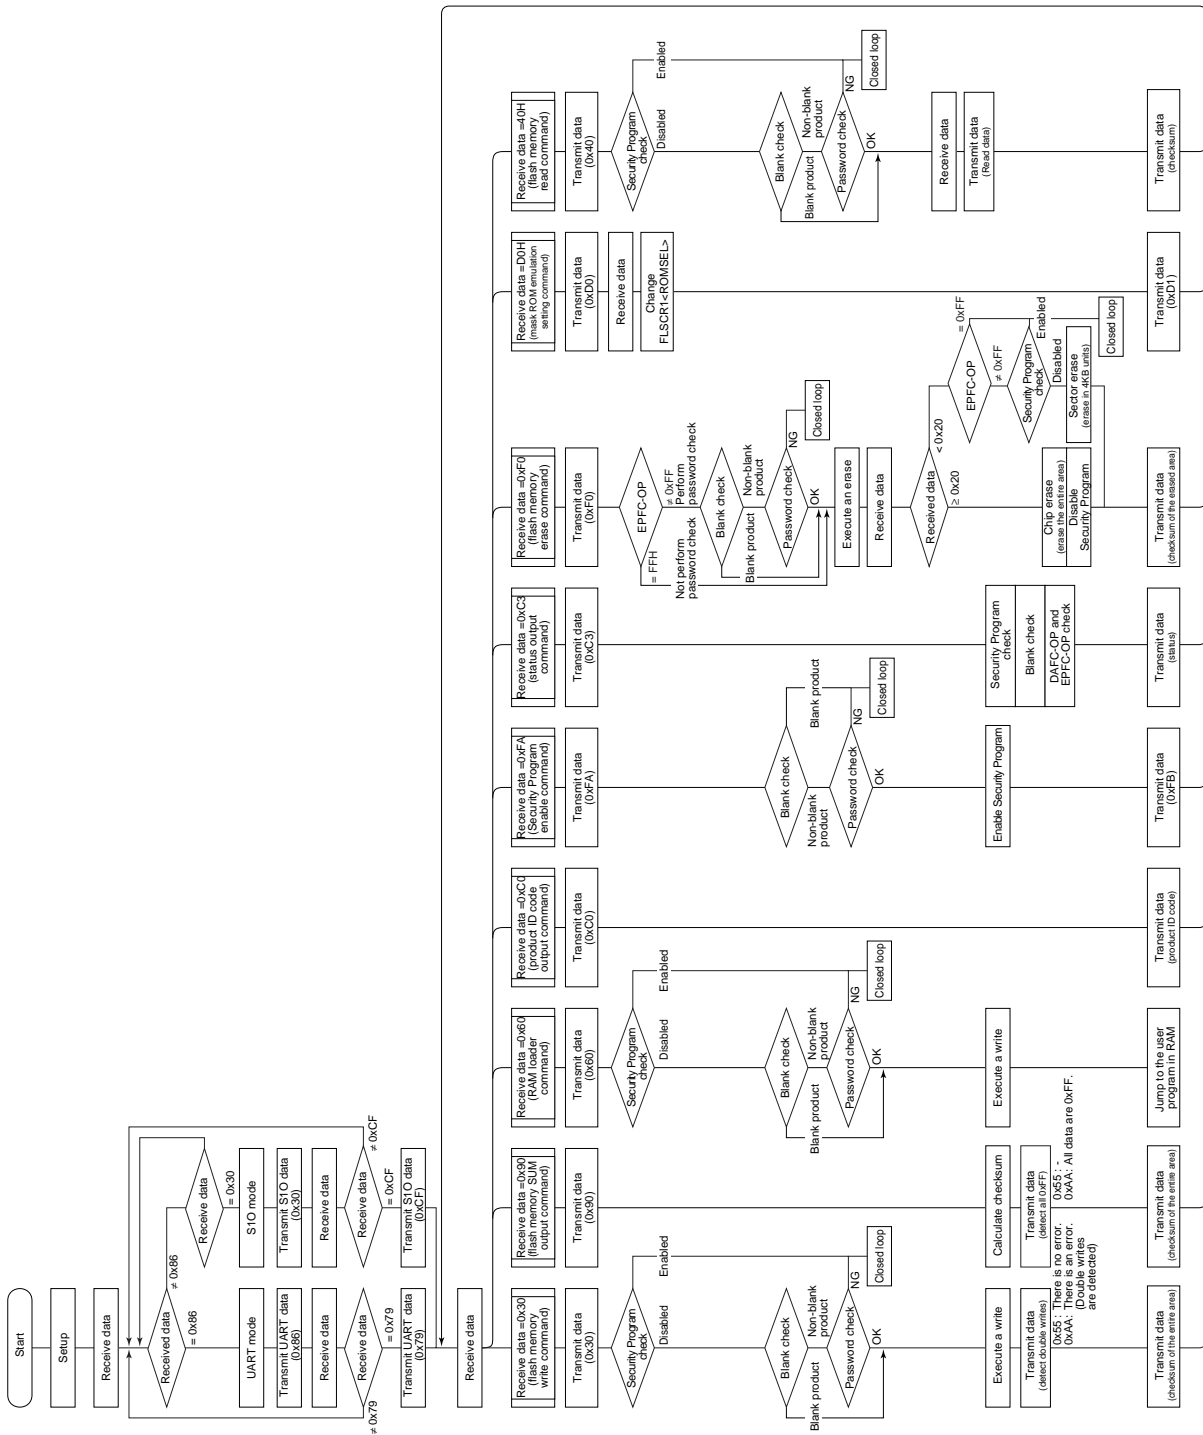 Start
Setup
Receive data
Received data
≠ 0x86
= 0x86
UART mode
Transmit UART data
(0x86)
Receive data
Receive data
≠ 0x79
= 0x79
Transmit UART data
(0x79)
Receive data
= 0x30
S1O mode
Transmit S1O data
(0x30)
Receive data
Receive data
≠ 0xCF
= 0xCF
Transmit S1O data
(0xCF)
Receive data
Receive data =0x30
(flash memory
write command)
Transmit data
(0x30)
Security Program
check
Enabled
Disabled
Blank check
Blank product
Non-blank
product
Password check
NG
Closed loop
OK
Execute a write
Transmit data
(detect double writes)
0x55 : There is no error.
0xAA: There is an error.
(Double writes
are detected)
Transmit data
(checksum of the entire area)
Receive data =0x90
(flash memory SUM
output command)
Transmit data
(0x90)
Calculate checksum
Transmit data
(detect all 0xFF)
0x55 : -
0xAA: All data are 0xFF.
Transmit data
(checksum of the entire area)
Receive data =0x60
(RAM loader
command)
Transmit data
(0x60)
Security Program
check
Enabled
Disabled
Blank check
Blank product
Non-blank
product
Password check
NG
Closed loop
OK
Execute a write
Jump to the user
program in RAM
Receive data =0xC0
(product ID code
output command)
Transmit data
(0xC0)
Transmit data
(product ID code)
Receive data =0xFA
(Security Program
enable command)
Transmit data
(0xFA)
Blank check
Blank product
Non-blank
product
Password check
NG
Closed loop
OK
Enable Security Program
Transmit data
(0xFB)
Receive data =0xC3
(status output
command)
Transmit data
(0xC3)
Security Program
check
Blank check
DAFC-OP and
EPFC-OP check
Transmit data
(status)
Receive data =0xF0
(flash memory
erase command)
Transmit data
(0xF0)
EPFC-OP
= FFH
Not perform
password check
≠ 0xFF
Perform
password check
Blank check
Blank product
Non-blank
product
Password check
NG
Closed loop
OK
Execute an erase
Receive data
Received data
< 0x20
≥ 0x20
EPFC-OP
= 0xFF
≠ 0xFF
Security Program
check
Enabled
Disabled
Closed loop
Sector erase
(erase in 4KB units)
Chip erase
(erase the entire area)
Disable
Security Program
Transmit data
(checksum of the erased area)
Receive data =D0H
(mask ROM emulation
setting command)
Transmit data
(0xD0)
Receive data
Change
FLSCR1<ROMSEL>
Transmit data
(0xD1)
Receive data =40H
(flash memory
read command)
Transmit data
(0x40)
Security Program
check
Enabled
Disabled
Blank check
Blank product
Non-blank
product
Password check
NG
Closed loop
OK
Receive data
Transmit data
(Read data)
Transmit data
(checksum)